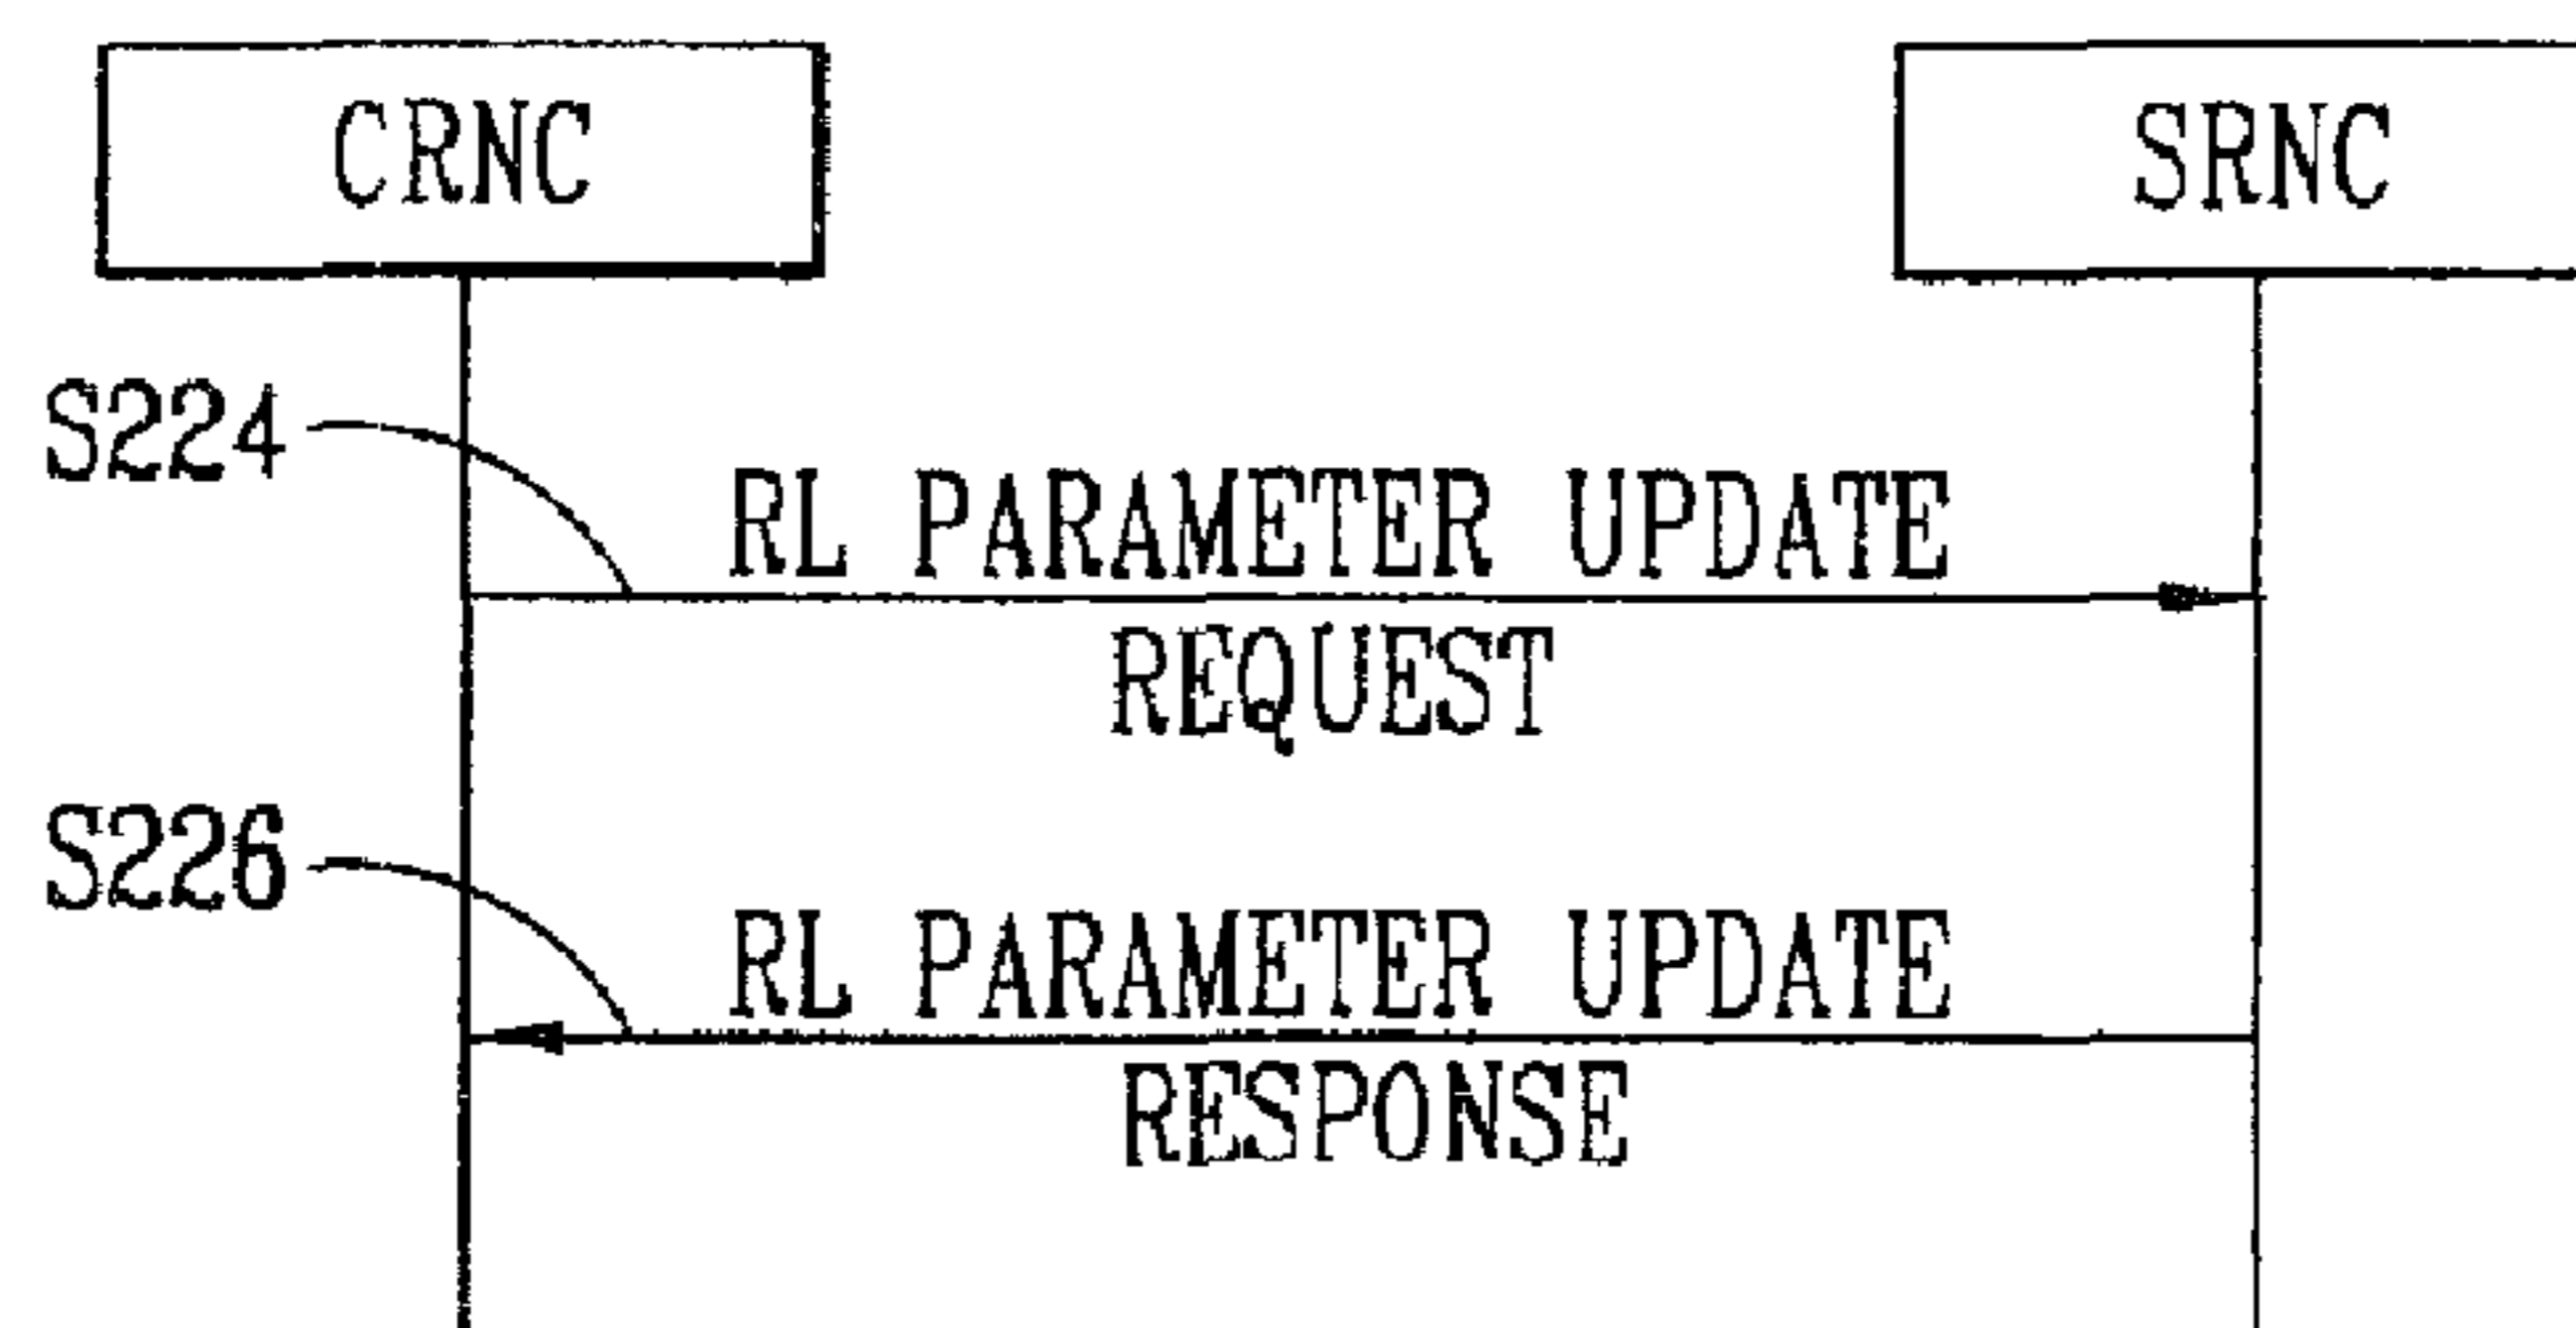 CRNC
SRNC
S224
RL PARAMETER UPDATE
REQUEST
S226
RL PARAMETER UPDATE
RESPONSE